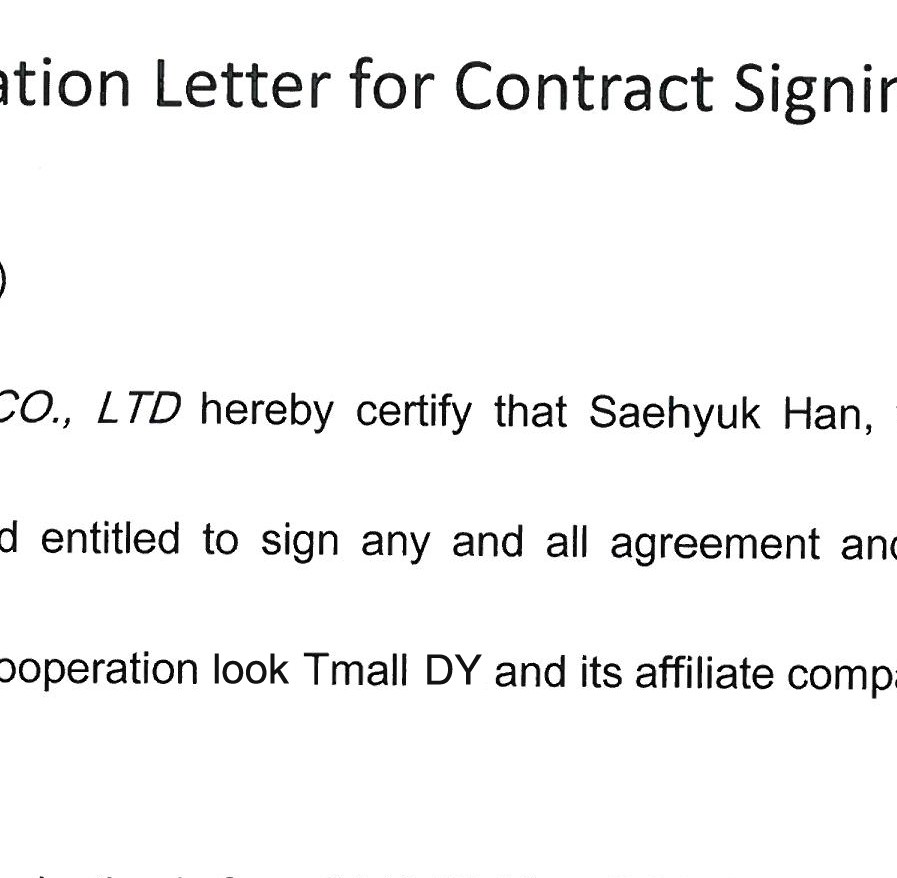 ation Letter for Contract Signin
)
CO., LTD hereby certify that Saehyuk Han,
d entitled to sign any and all agreement and
ooperation look Tmall DY and its affiliate compa